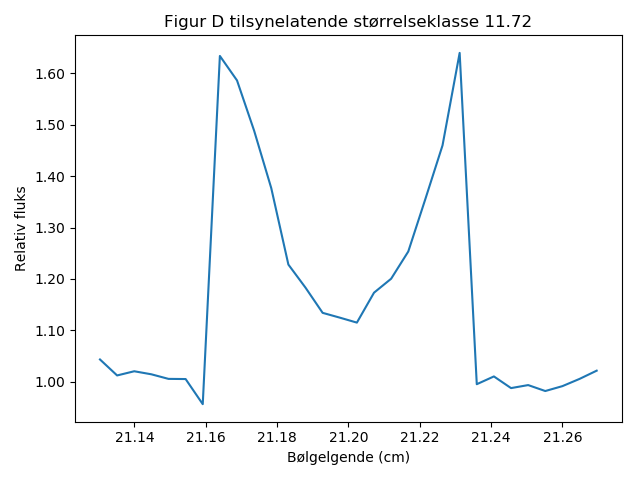 Figur D tilsynelatende størrelseklasse 11.72
1.60
1.50
1.40
1.30
1.20
1.10
1.00
Relativ fluks
21.14 21.16 21.18 21.20 21.22 21.24 21.26
Bølgelgende (cm)